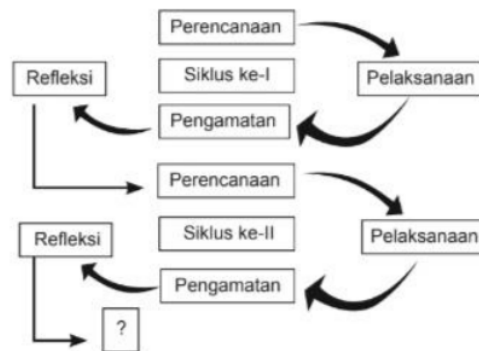 Perencanaan
Refleksi
Siklus ke-I
Pelaksanaan
Pengamatan
Perencanaan
Refleksi
Siklus ke-II
Pelaksanaan
Pengamatan
?